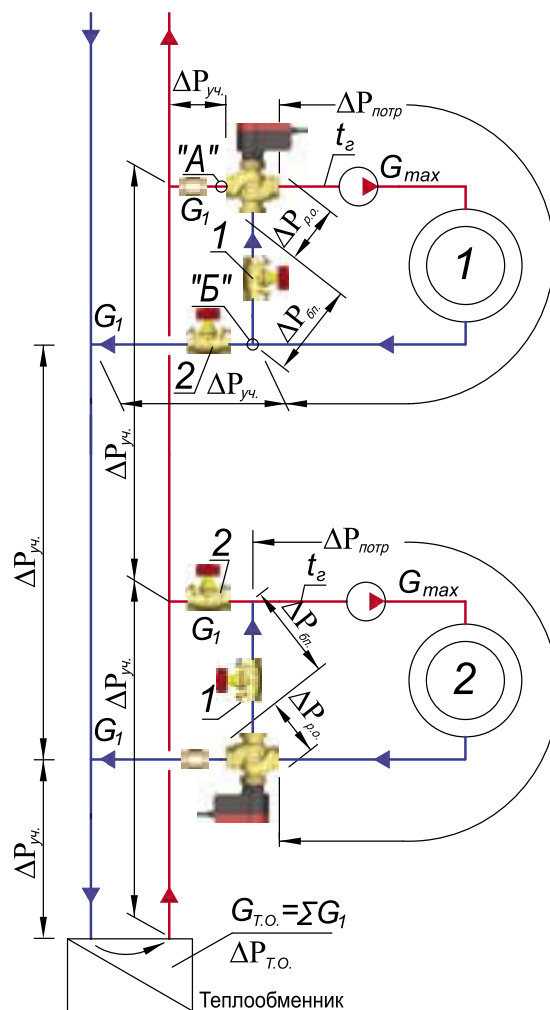 ΔPуч.
ΔPпотр
"А"
tг
Gmax
G1
ΔPр.о.
1
1
"Б"
ΔPбп.
G1
2
ΔPуч.
ΔPуч.
ΔPуч.
2
ΔPпотр
tг
Gmax
G1
ΔPбп.
2
ΔPуч.
1
ΔPр.о.
G1
ΔPуч.
GТ.О.=ΣG1
ΔPТ.О.
Теплообменник